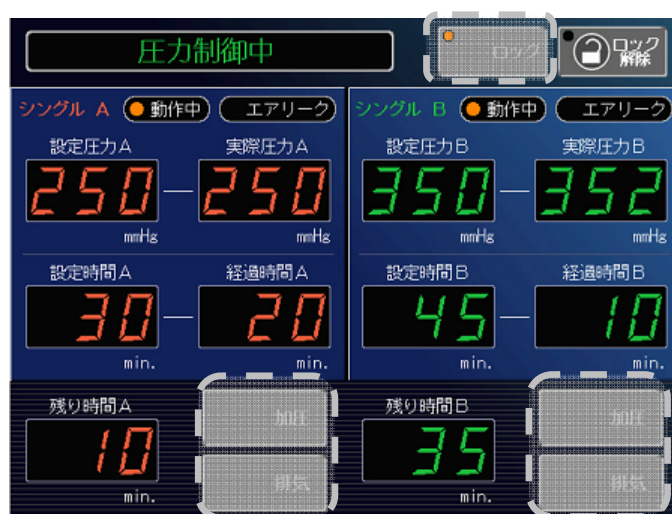 圧力制御中
ロック
ロック解除
シングル A 動作中 エアリーク
シングル B 動作中 エアリーク
設定圧力A 実際圧力A
250 250
mmHg mmHg
設定圧力B 実際圧力B
350 352
mmHg mmHg
設定時間A 経過時間A
30 20
min. min.
設定時間B 経過時間B
45 10
min. min.
残り時間A
10
min.
加圧
排気
残り時間B
35
min.
加圧
排気